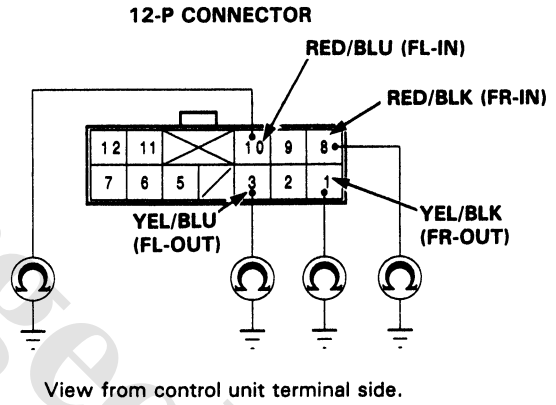 12-P CONNECTOR
RED/BLU (FL-IN)
RED/BLK (FR-IN)
12 11 10 9 8
7 6 5 3 2 1
YEL/BLU
(FL-OUT)
YEL/BLK
(FR-OUT)
Ω Ω Ω Ω
View from control unit terminal side.